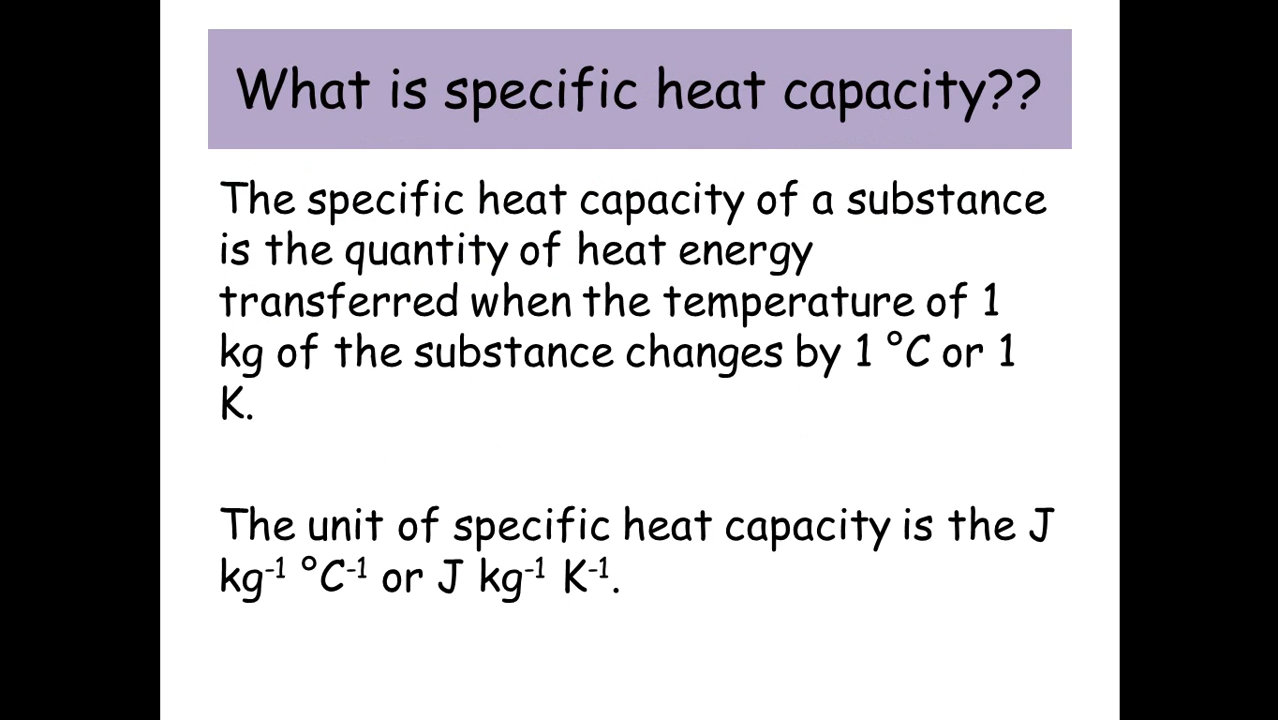 What is specific heat capacity??
The specific heat capacity of a substance
is the quantity of heat energy
transferred when the temperature of 1
kg of the substance changes by 1 °C or 1
K.
The unit of specific heat capacity is the J
kg⁻¹ °C⁻¹ or J kg⁻¹ K⁻¹.